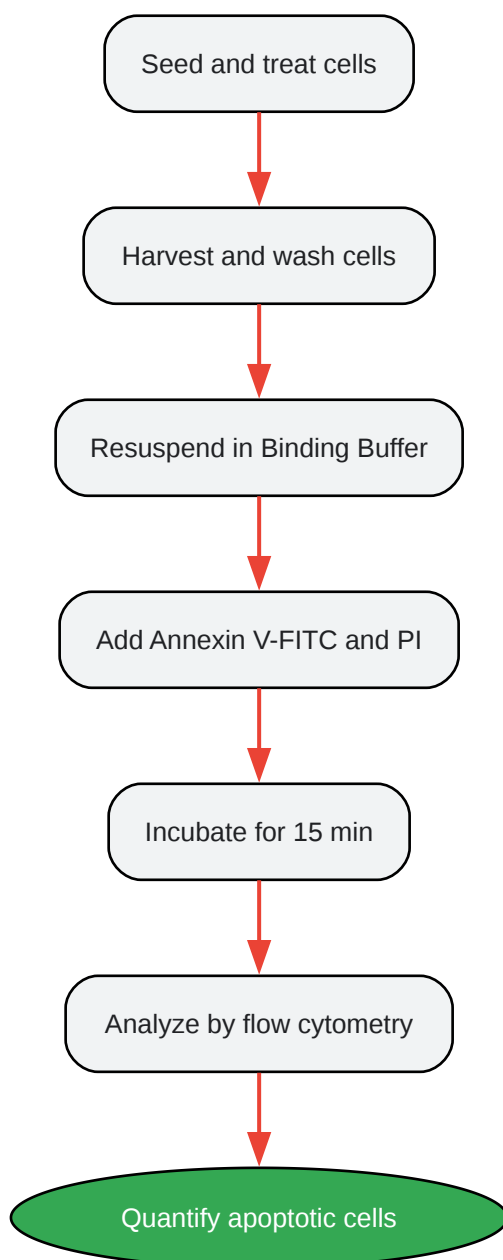 Seed and treat cells
Harvest and wash cells
Resuspend in Binding Buffer
Add Annexin V-FITC and PI
Incubate for 15 min
Analyze by flow cytometry
Quantify apoptotic cells